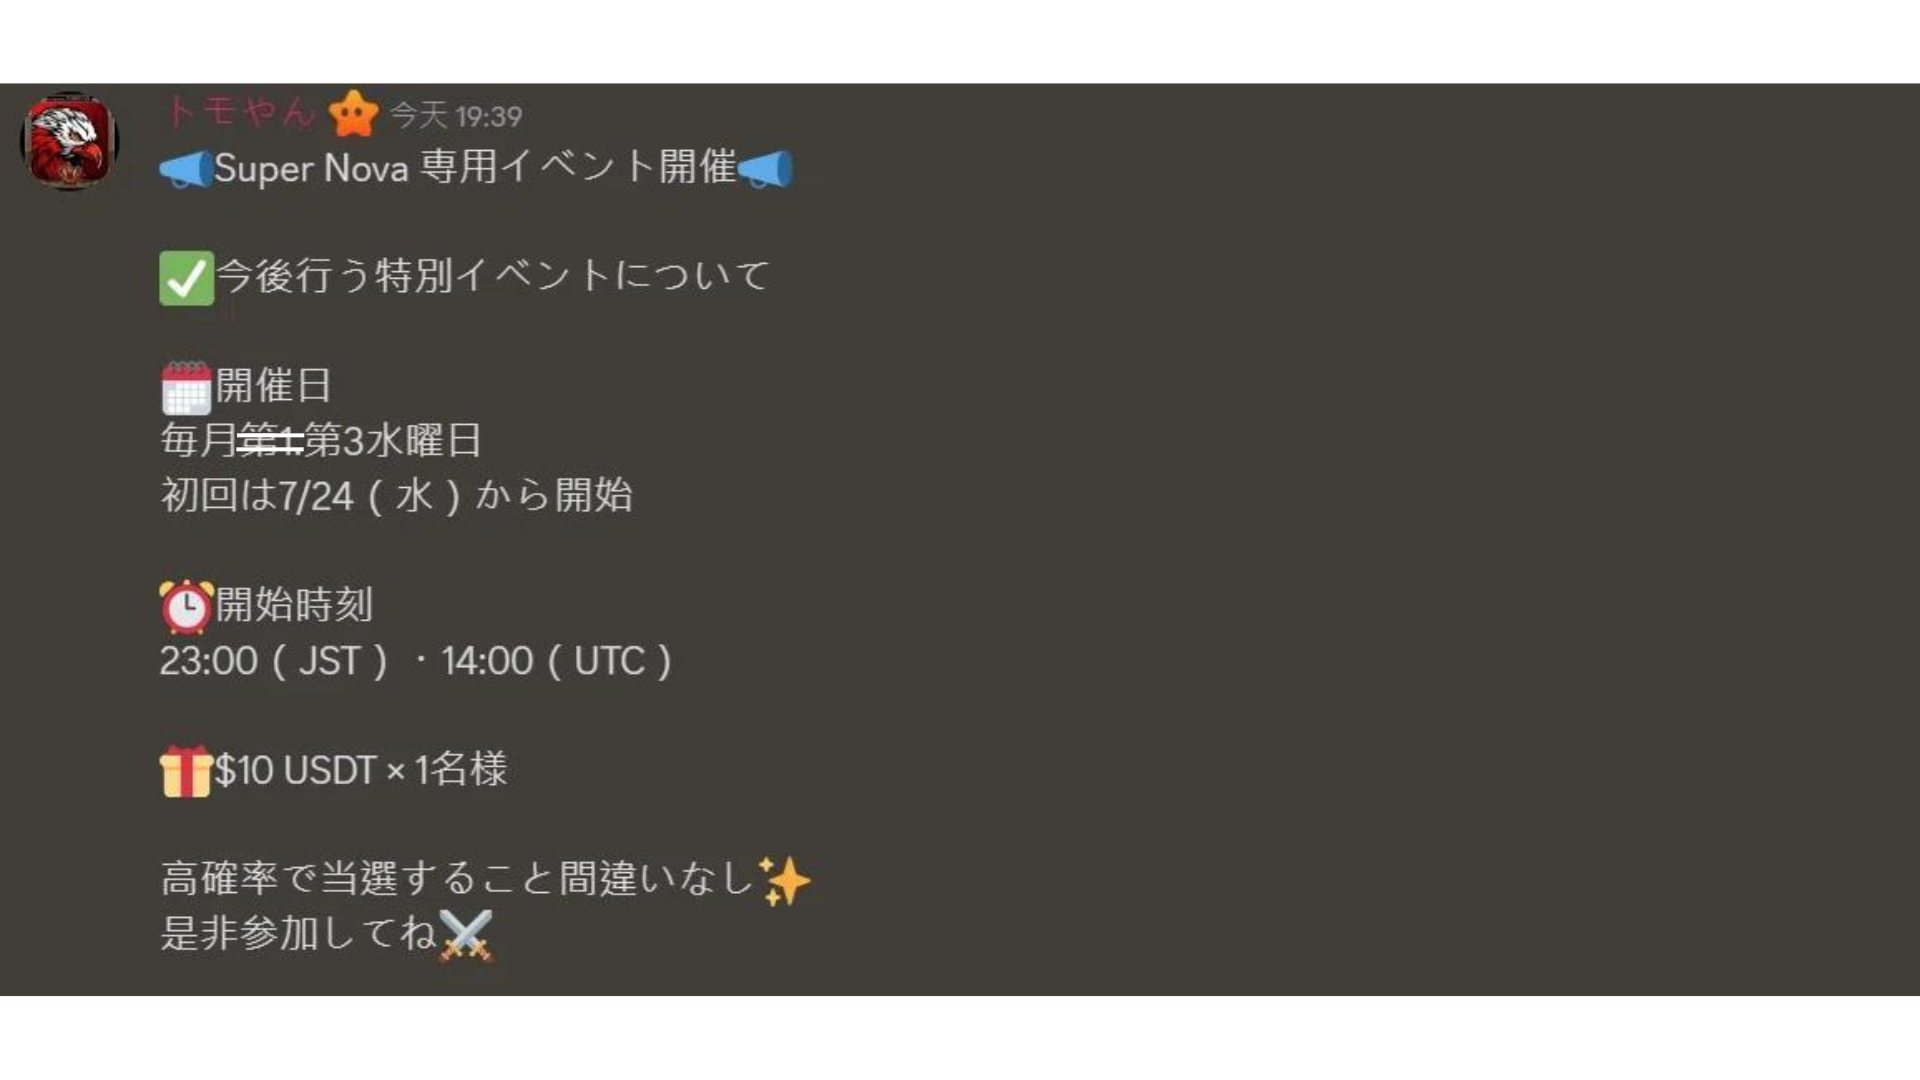 トモやん 今天 19:39
📣Super Nova 専用イベント開催📣
✅今後行う特別イベントについて
🗓️開催日
毎月第1.第3水曜日
初回は7/24 ( 水 ) から開始
⏰開始時刻
23:00 ( JST ) ・14:00 ( UTC )
🎁$10 USDT × 1名様
高確率で当選すること間違いなし✨
是非参加してね⚔️